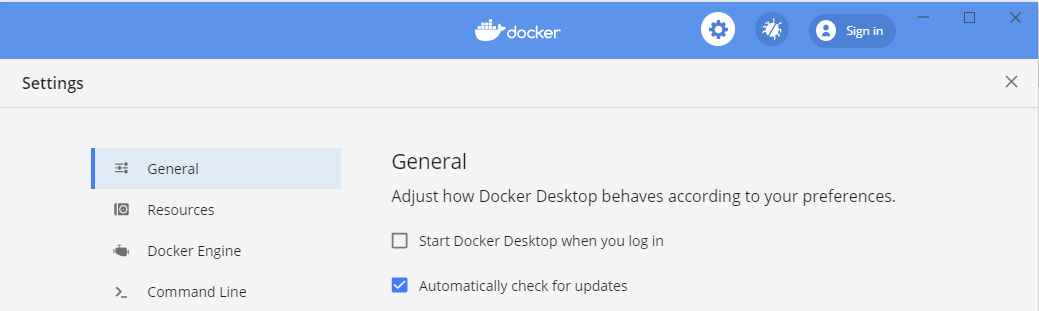 docker
Sign in
Settings
General
Resources
Docker Engine
Command Line
General
Adjust how Docker Desktop behaves according to your preferences.
Start Docker Desktop when you log in
Automatically check for updates